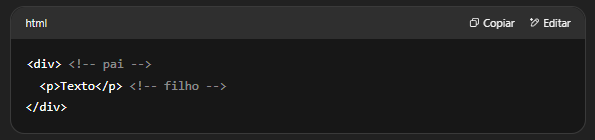 html
Copiar
Editar
<div> <!-- pai -->
<p>Texto</p> <!-- filho -->
</div>